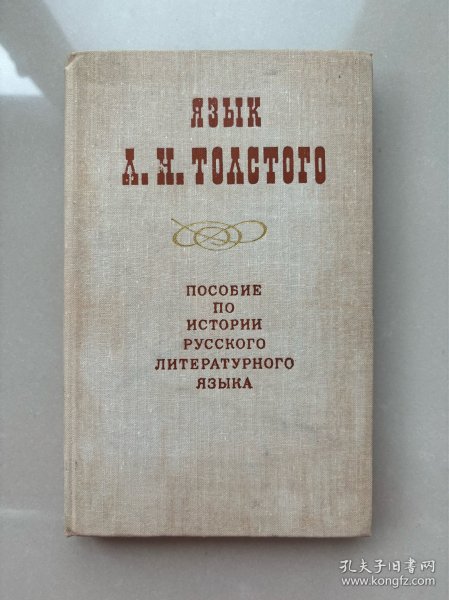 ЯЗЫК
Л. Н. ТОЛСТОГО
ПОСОБИЕ
ПО
ИСТОРИИ
РУССКОГО
ЛИТЕРАТУРНОГО
ЯЗЫКА
孔夫子旧书网
www.kongfz.com